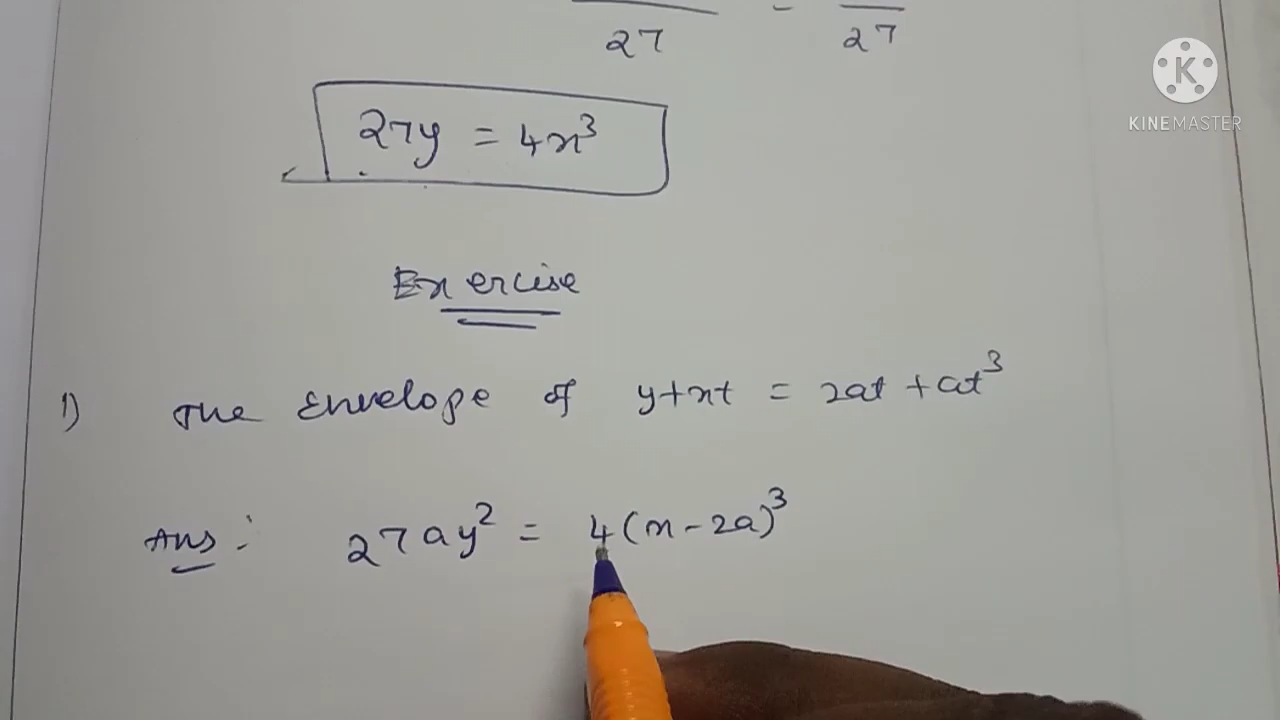 27 - 27
K
KINEMASTER
27y = 4x³
Exercise
1) The Envelope of y+xt = 2at + at³
Ans: 27ay² = 4(x-2a)³